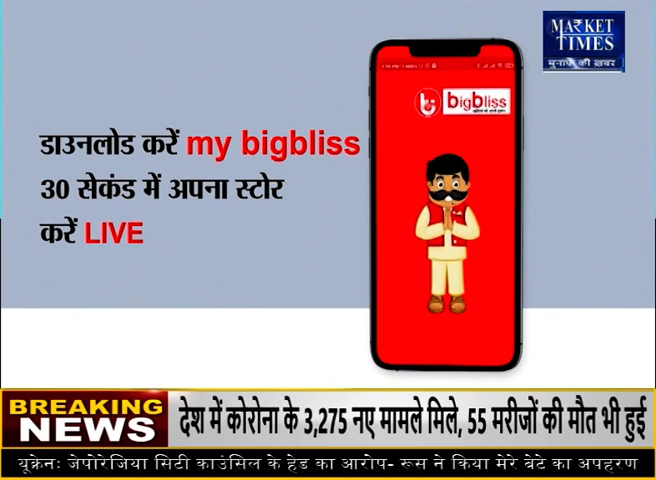 MARKET
TIMES
मुनाफे की खबर
bigbliss
डाउनलोड करें my bigbliss
30 सेकंड में अपना स्टोर
करें LIVE
BREAKING
NEWS
देश में कोरोना के 3,275 नए मामले मिले, 55 मरीजों की मौत भी हुई
यूक्रेन: जेपोरेजिया सिटी काउंसिल के हेड का आरोप- रूस ने किया मेरे बेटे का अपहरण